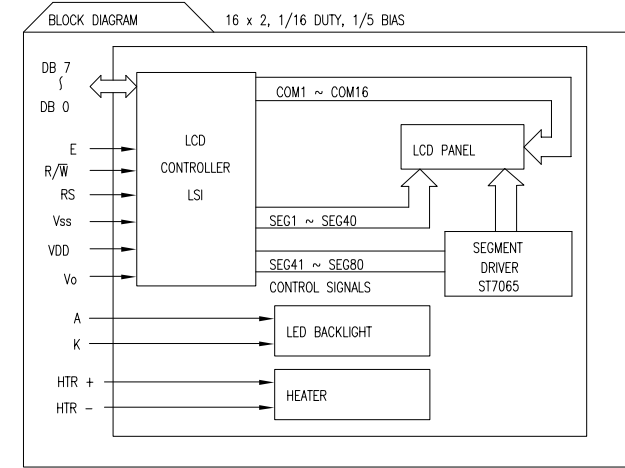 BLOCK DIAGRAM
16 x 2, 1/16 DUTY, 1/5 BIAS
DB 7
∫
DB 0
E
R/W̅
RS
Vss
VDD
Vo
LCD
CONTROLLER
LSI
COM1 ~ COM16
LCD PANEL
SEG1 ~ SEG40
SEG41 ~ SEG80
CONTROL SIGNALS
SEGMENT
DRIVER
ST7065
A
K
LED BACKLIGHT
HTR +
HTR -
HEATER